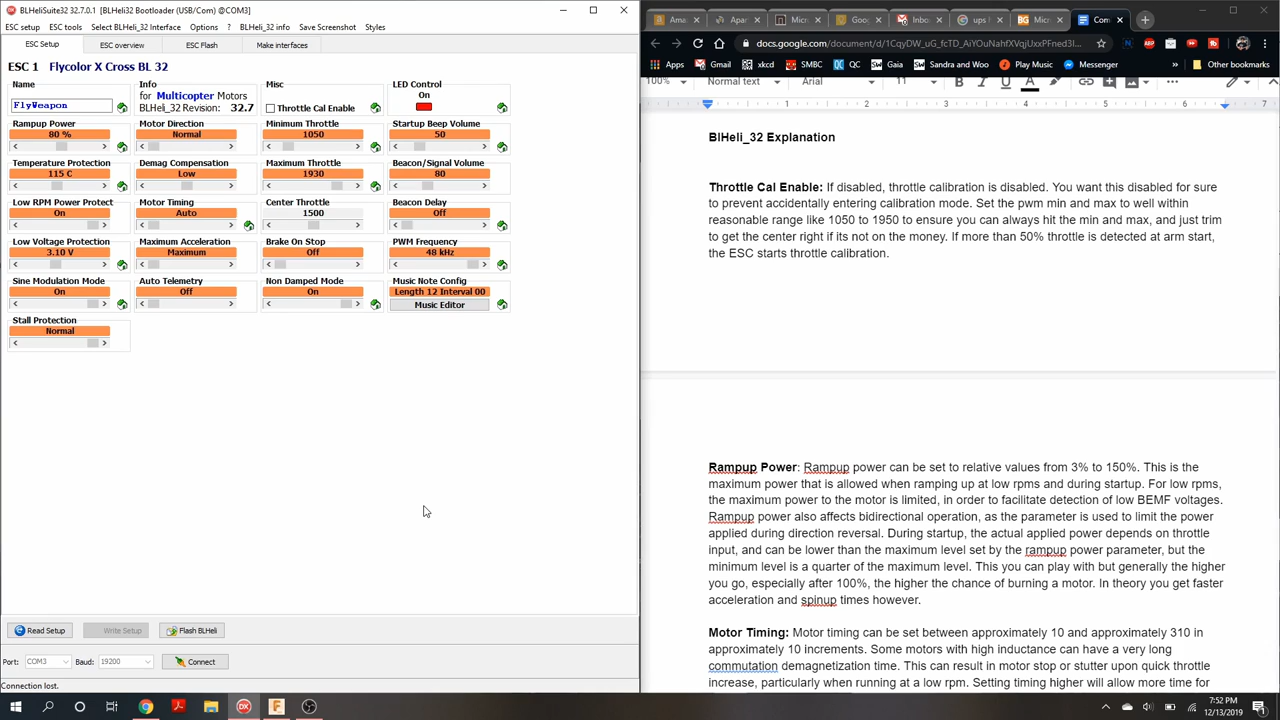 BLHeliSuite32 32.7.0.1 [BLHeli32 Bootloader (USB/Com) @COM3]
ESC setup ESC tools Select BLHeli_32 Interface Options ? BLHeli_32 info Save Screenshot Styles
ESC Setup ESC overview ESC Flash Make interfaces
ESC 1 Flycolor X Cross BL 32
Name Info Misc LED Control
for Multicopter Motors On
FlyWeapon BLHeli_32 Revision: 32.7 Throttle Cal Enable
Rampup Power Motor Direction Minimum Throttle Startup Beep Volume
80 % Normal 1050 50
Temperature Protection Demag Compensation Maximum Throttle Beacon/Signal Volume
115 C Low 1930 80
Low RPM Power Protect Motor Timing Center Throttle Beacon Delay
On Auto 1500 Off
Low Voltage Protection Maximum Acceleration Brake On Stop PWM Frequency
3.10 V Maximum Off 48 kHz
Sine Modulation Mode Auto Telemetry Non Damped Mode Music Note Config
On Off On Length 12 Interval 00
Music Editor
Stall Protection
Normal
Read Setup Write Setup Flash BLHeli
Port: COM3 Baud: 19200 Connect
Connection lost.
Ama Apar Micr Goo Inbo ups Micr Con
docs.google.com/document/d/1CqyDW_uG_fcTD_AiYOuNahfXVqjUxxPFned3l...
Apps Gmail xkcd SMBC QC Gaia Sandra and Woo Play Music Messenger Other bookmarks
100% Normal text Arial 11 B I U A
1 2 3 4 5 6 7
BlHeli_32 Explanation
Throttle Cal Enable: If disabled, throttle calibration is disabled. You want this disabled for sure
to prevent accidentally entering calibration mode. Set the pwm min and max to well within
reasonable range like 1050 to 1950 to ensure you can always hit the min and max, and just trim
to get the center right if its not on the money. If more than 50% throttle is detected at arm start,
the ESC starts throttle calibration.
Rampup Power: Rampup power can be set to relative values from 3% to 150%. This is the
maximum power that is allowed when ramping up at low rpms and during startup. For low rpms,
the maximum power to the motor is limited, in order to facilitate detection of low BEMF voltages.
Rampup power also affects bidirectional operation, as the parameter is used to limit the power
applied during direction reversal. During startup, the actual applied power depends on throttle
input, and can be lower than the maximum level set by the rampup power parameter, but the
minimum level is a quarter of the maximum level. This you can play with but generally the higher
you go, especially after 100%, the higher the chance of burning a motor. In theory you get faster
acceleration and spinup times however.
Motor Timing: Motor timing can be set between approximately 10 and approximately 310 in
approximately 10 increments. Some motors with high inductance can have a very long
commutation demagnetization time. This can result in motor stop or stutter upon quick throttle
increase, particularly when running at a low rpm. Setting timing higher will allow more time for
7:52 PM
12/13/2019